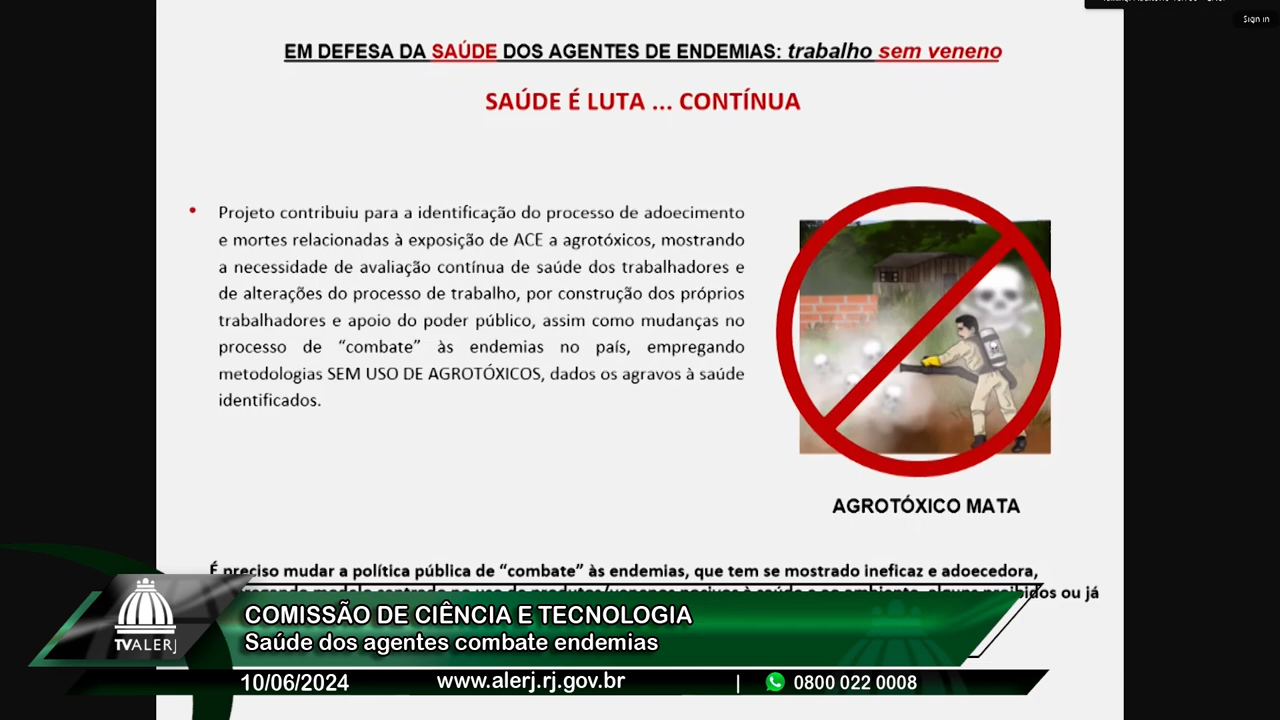 Sign in
EM DEFESA DA SAÚDE DOS AGENTES DE ENDEMIAS: trabalho sem veneno
SAÚDE É LUTA ... CONTÍNUA
• Projeto contribuiu para a identificação do processo de adoecimento
e mortes relacionadas à exposição de ACE a agrotóxicos, mostrando
a necessidade de avaliação contínua de saúde dos trabalhadores e
de alterações do processo de trabalho, por construção dos próprios
trabalhadores e apoio do poder público, assim como mudanças no
processo de “combate” às endemias no país, empregando
metodologias SEM USO DE AGROTÓXICOS, dados os agravos à saúde
identificados.
AGROTÓXICO MATA
É preciso mudar a política pública de “combate” às endemias, que tem se mostrado ineficaz e adoecedora,
ou já
COMISSÃO DE CIÊNCIA E TECNOLOGIA
Saúde dos agentes combate endemias
TVALERJ
10/06/2024 www.alerj.rj.gov.br | 0800 022 0008